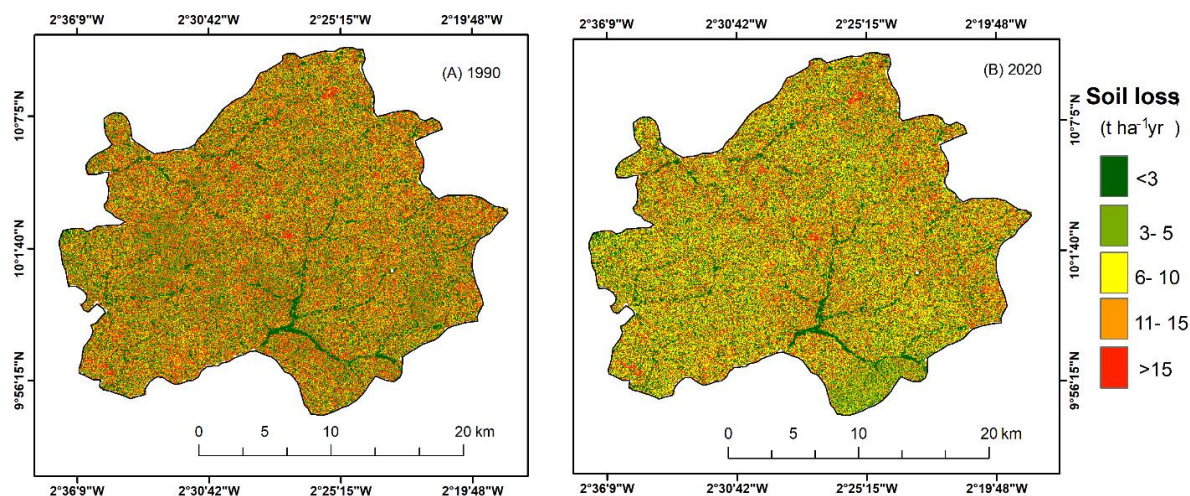 2°36'9"W 2°30'42"W 2°25'15"W 2°19'48"W
(A) 1990
10°7'5"N
10°1'40"N
9°56'15"N
0 5 10 20 km
2°36'9"W 2°30'42"W 2°25'15"W 2°19'48"W
2°36'9"W 2°30'42"W 2°25'15"W 2°19'48"W
(B) 2020
10°7'5"N
10°1'40"N
9°56'15"N
0 5 10 20 km
2°36'9"W 2°30'42"W 2°25'15"W 2°19'48"W
Soil loss
(t ha⁻¹yr )
<3
3- 5
6- 10
11- 15
>15